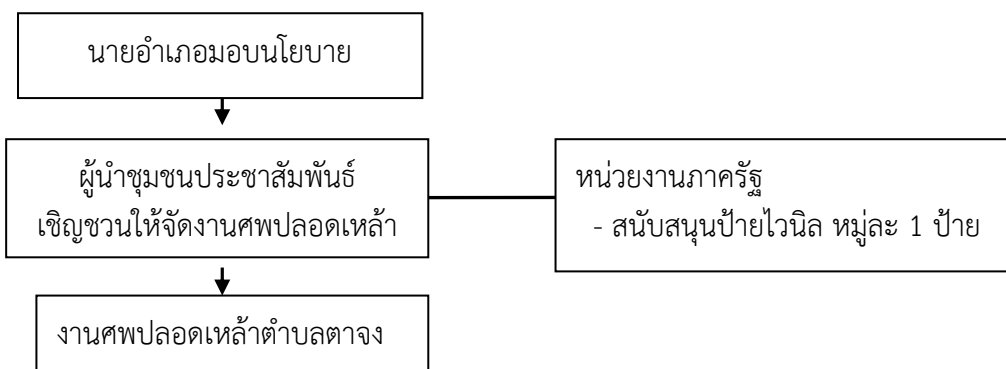 นายอำเภอมอบนโยบาย
ผู้นำชุมชนประชาสัมพันธ์
เชิญชวนให้จัดงานศพปลอดเหล้า
หน่วยงานภาครัฐ
- สนับสนุนป้ายไวนิล หมู่ละ 1 ป้าย
งานศพปลอดเหล้าตำบลตาจง